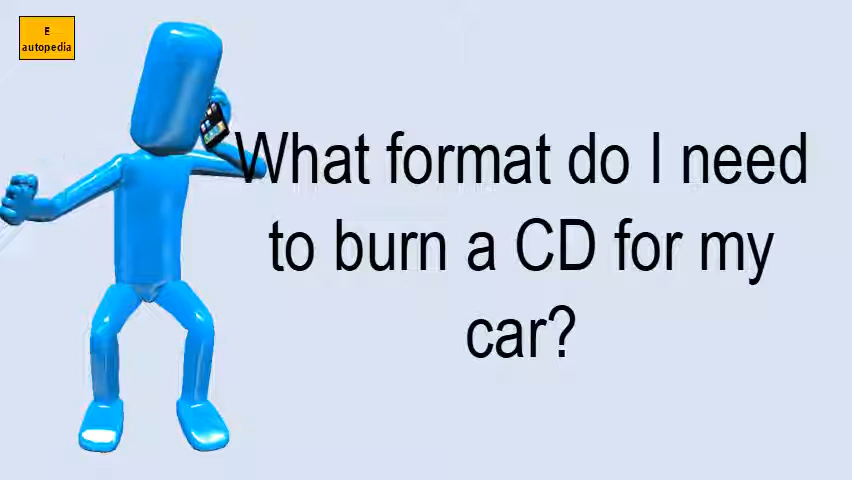 E
autopedia
What format do I need
to burn a CD for my
car?